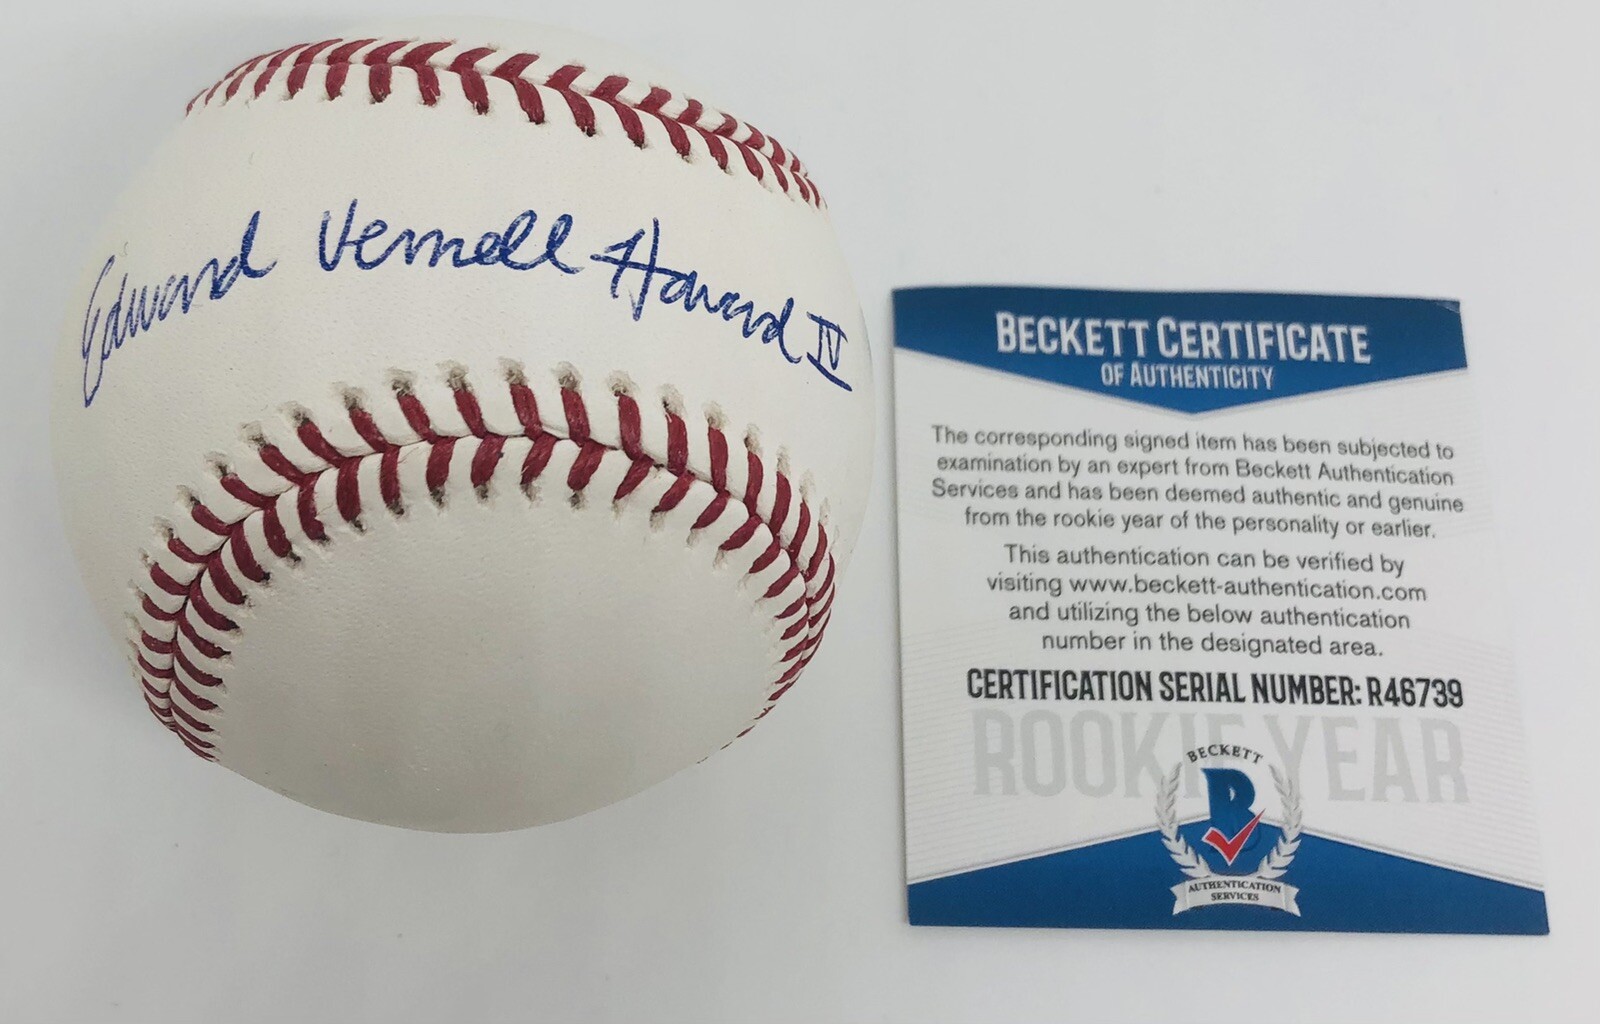 Edward Vernell Howard IV
BECKETT CERTIFICATE
OF AUTHENTICITY
The corresponding signed item has been subjected to
examination by an expert from Beckett Authentication
Services and has been deemed authentic and genuine
from the rookie year of the personality or earlier.
This authentication can be verified by
visiting www.beckett-authentication.com
and utilizing the below authentication
number in the designated area.
CERTIFICATION SERIAL NUMBER: R46739
ROOKIE YEAR
BECKETT
B
AUTHENTICATION
SERVICES